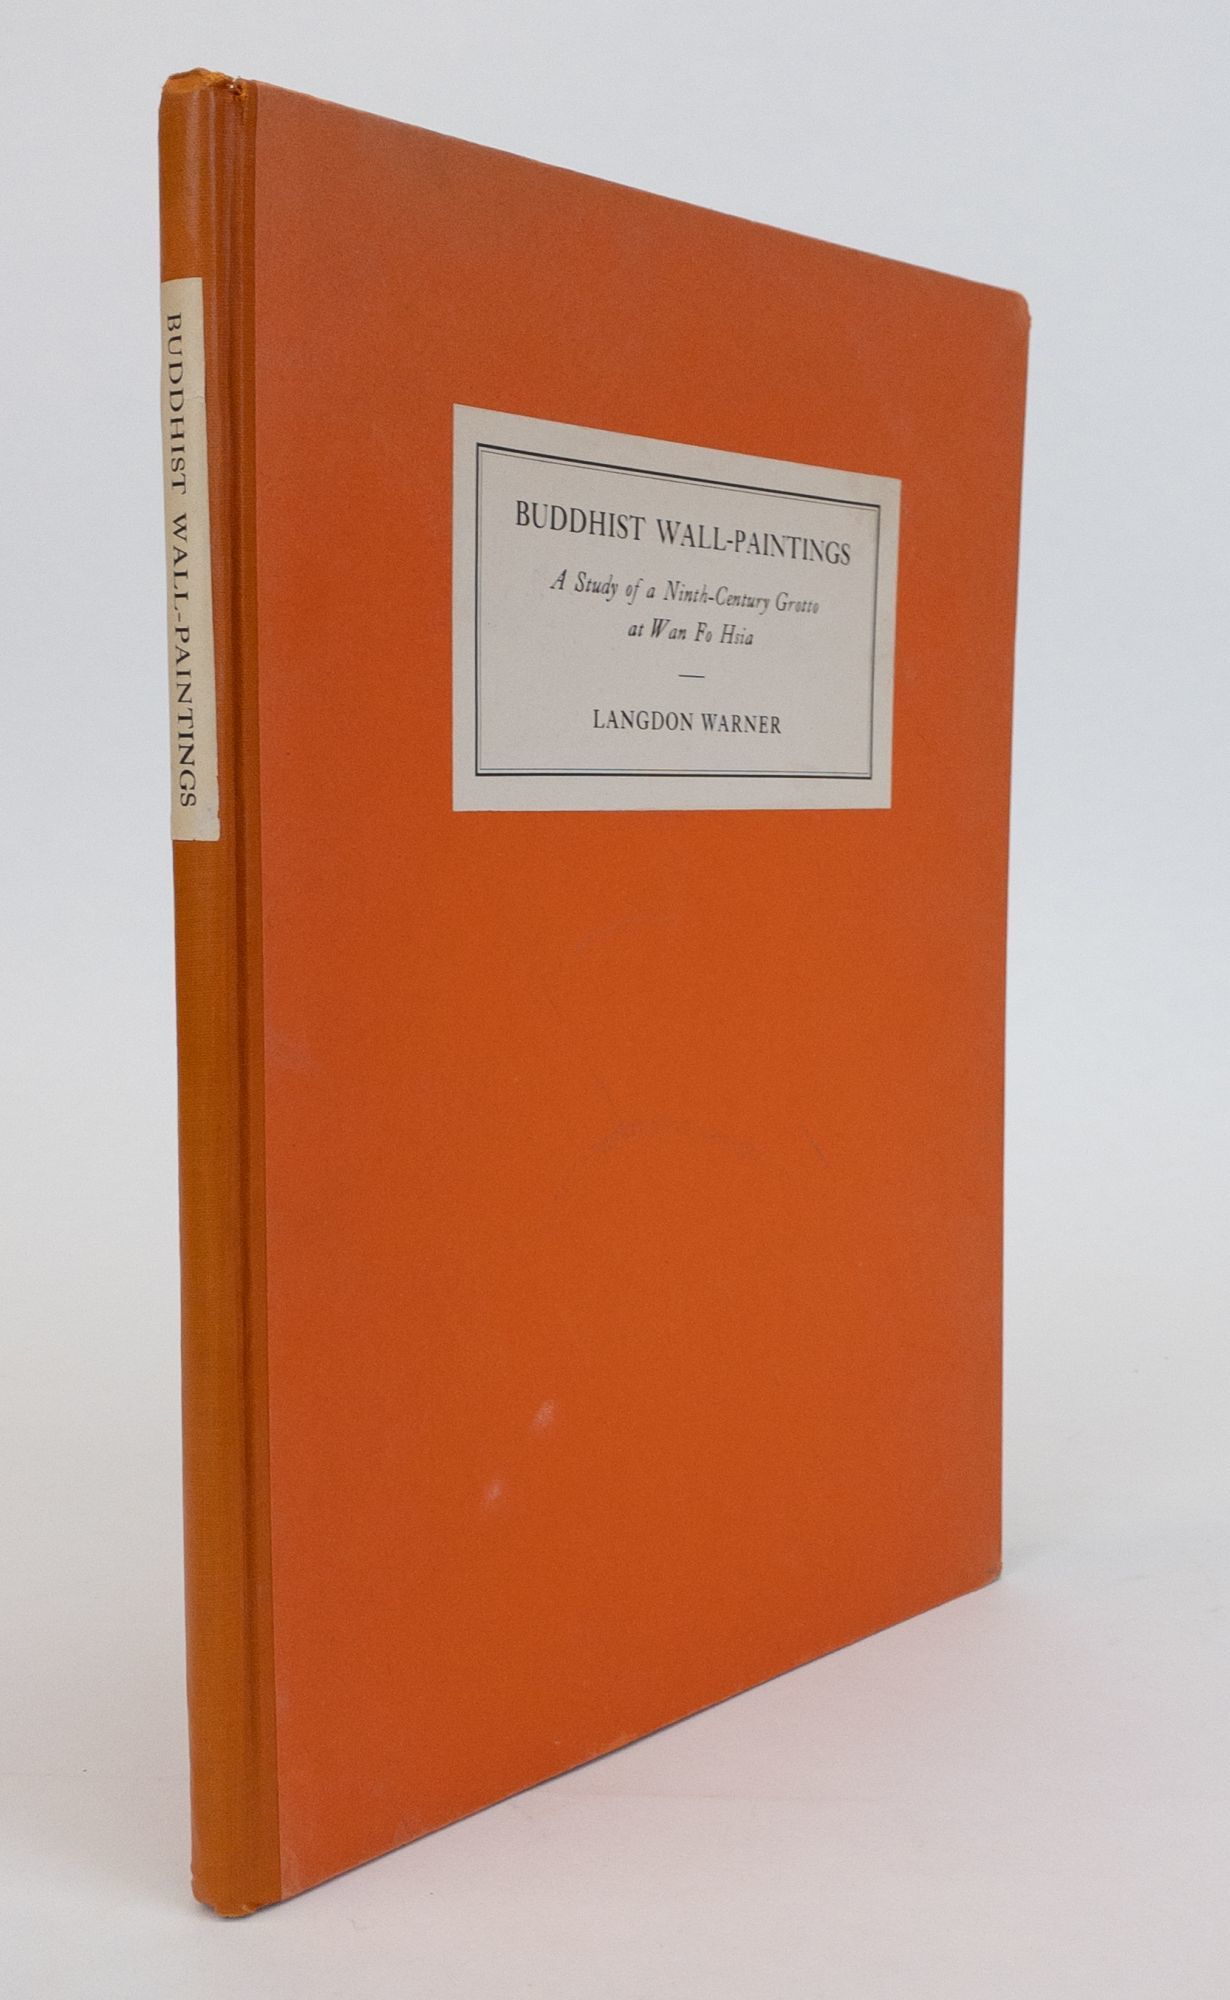 BUDDHIST WALL-PAINTINGS
BUDDHIST WALL-PAINTINGS
A Study of a Ninth-Century Grotto
at Wan Fo Hsia
LANGDON WARNER